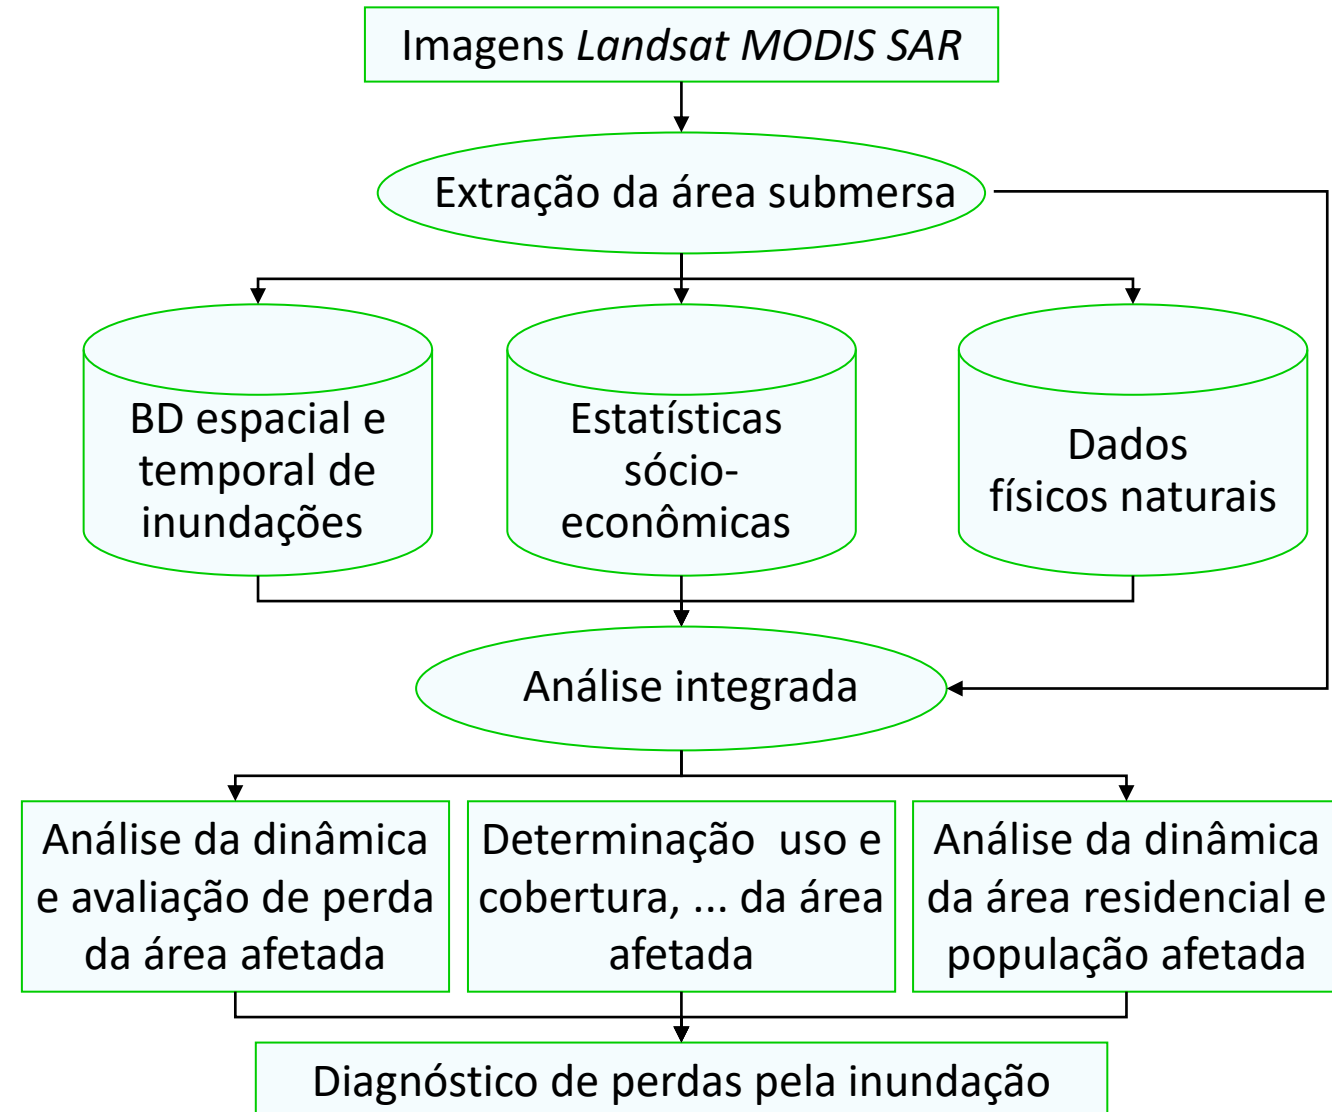 Imagens Landsat MODIS SAR
Extração da área submersa
BD espacial e
temporal de
inundações
Estatísticas
sócio-
econômicas
Dados
físicos naturais
Análise integrada
Análise da dinâmica
e avaliação de perda
da área afetada
Determinação  uso e
cobertura, ... da área
afetada
Análise da dinâmica
da área residencial e
população afetada
Diagnóstico de perdas pela inundação